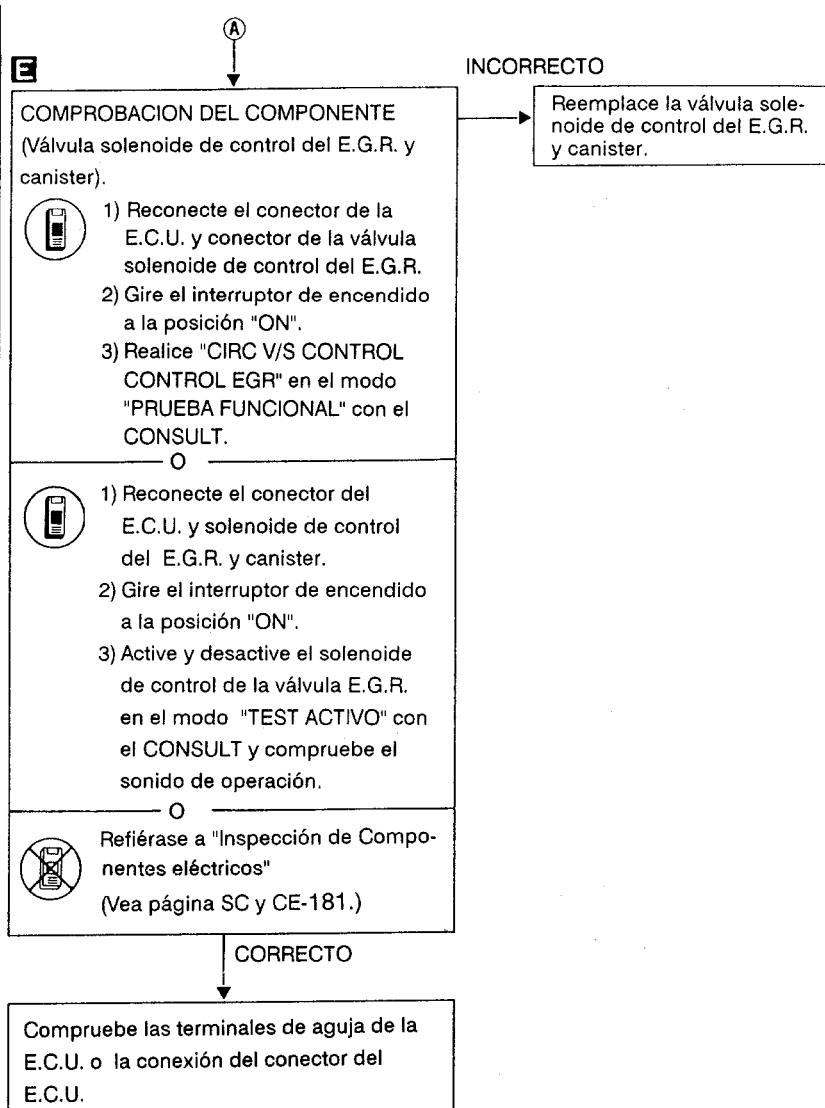 A
E
INCORRECTO
COMPROBACION DEL COMPONENTE
(Válvula solenoide de control del E.G.R. y
canister).
Reemplace la válvula sole-
noide de control del E.G.R.
y canister.
1) Reconecte el conector de la
E.C.U. y conector de la válvula
solenoide de control del E.G.R.
2) Gire el interruptor de encendido
a la posición "ON".
3) Realice "CIRC V/S CONTROL
CONTROL EGR" en el modo
"PRUEBA FUNCIONAL" con el
CONSULT.
O
1) Reconecte el conector del
E.C.U. y solenoide de control
del E.G.R. y canister.
2) Gire el interruptor de encendido
a la posición "ON".
3) Active y desactive el solenoide
de control de la válvula E.G.R.
en el modo "TEST ACTIVO" con
el CONSULT y compruebe el
sonido de operación.
O
Refiérase a "Inspección de Compo-
nentes eléctricos"
(Vea página SC y CE-181.)
CORRECTO
Compruebe las terminales de aguja de la
E.C.U. o la conexión del conector del
E.C.U.